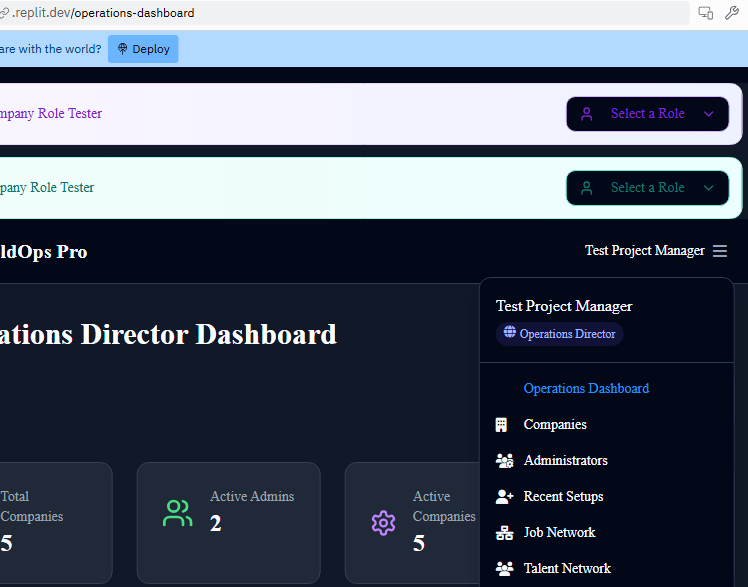 .replit.dev/operations-dashboard
are with the world?
Deploy
mpany Role Tester
Select a Role
pany Role Tester
Select a Role
ldOps Pro
Test Project Manager
Test Project Manager
Operations Director
ations Director Dashboard
Operations Dashboard
Companies
Administrators
Recent Setups
Job Network
Talent Network
Total
Companies
5
Active Admins
2
Active
Companies
5